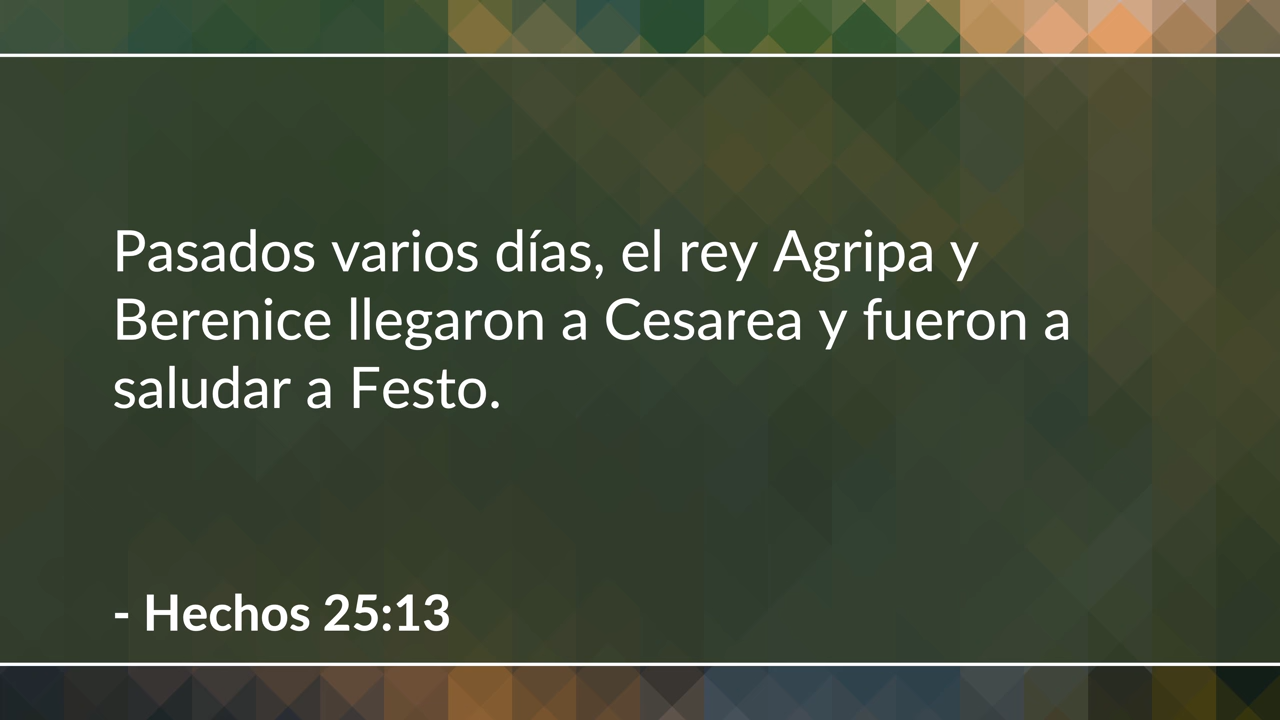 Pasados varios días, el rey Agripa y
Berenice llegaron a Cesarea y fueron a
saludar a Festo.
- Hechos 25:13